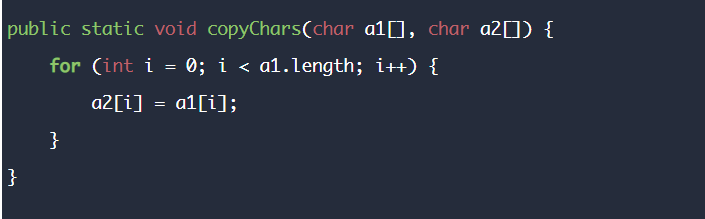 public static void copyChars(char a1[], char a2[]) {
    for (int i = 0; i < a1.length; i++) {
        a2[i] = a1[i];
    }
}